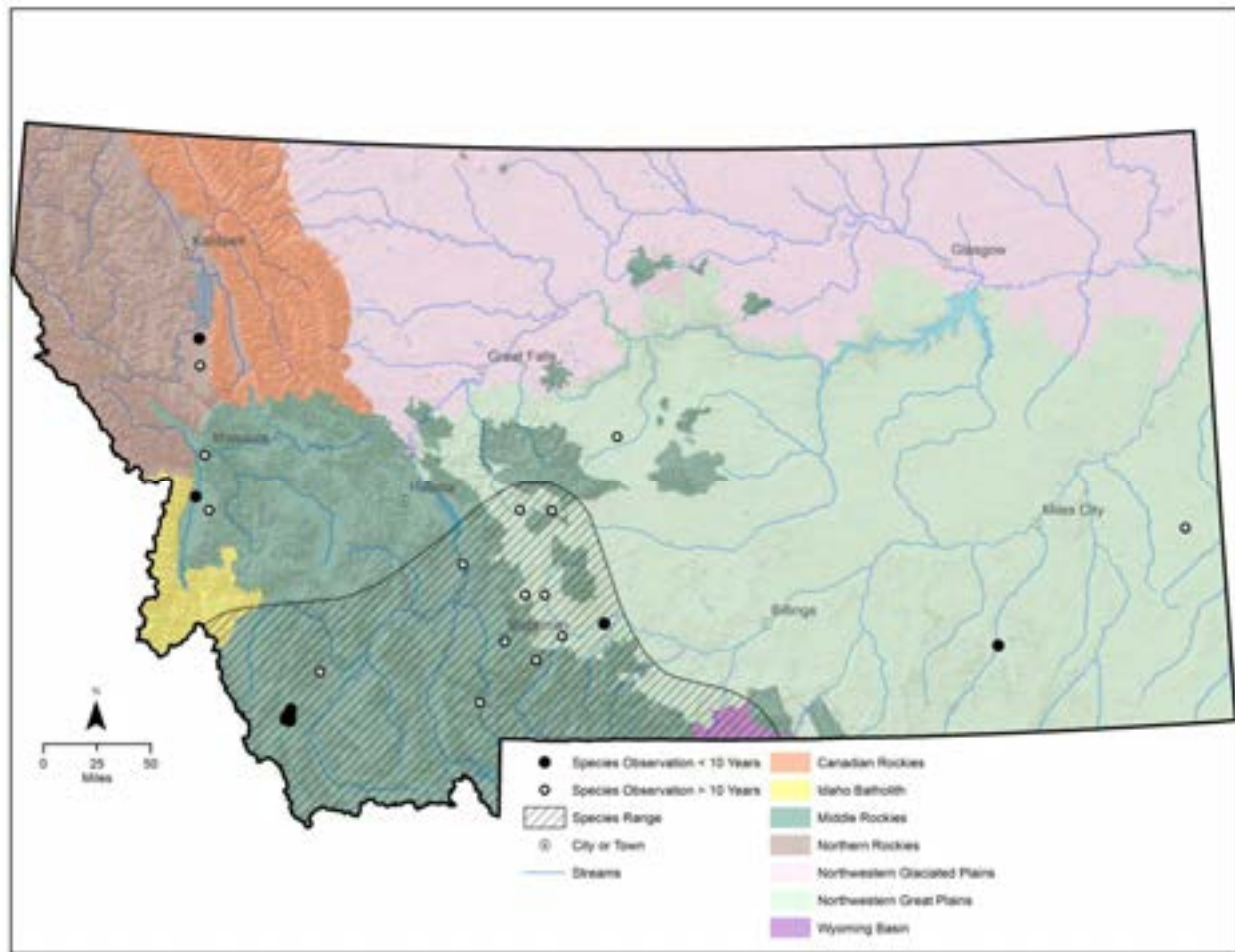 Kalispell
Glasgow
Great Falls
Missoula
Helena
Miles City
Bozeman
Billings
N
0 25 50
Miles
Species Observation < 10 Years
Species Observation > 10 Years
Species Range
City or Town
Streams
Canadian Rockies
Idaho Batholith
Middle Rockies
Northern Rockies
Northwestern Glaciated Plains
Northwestern Great Plains
Wyoming Basin